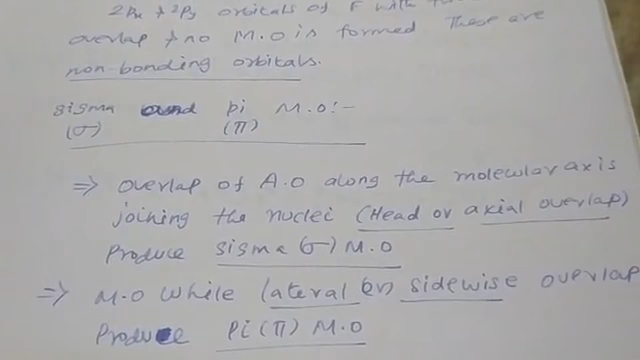 2Px & 2Py orbitals of F with
overlap & no M.O is formed These are
non-bonding orbitals.
sigma and pi M.O:-
(σ) (π)
⇒ overlap of A.O along the molecular axis
joining the nuclei (Head or axial overlap)
Produce sigma (σ) M.O
⇒ M.O while lateral (or) sidewise overlap
Produce Pi (π) M.O